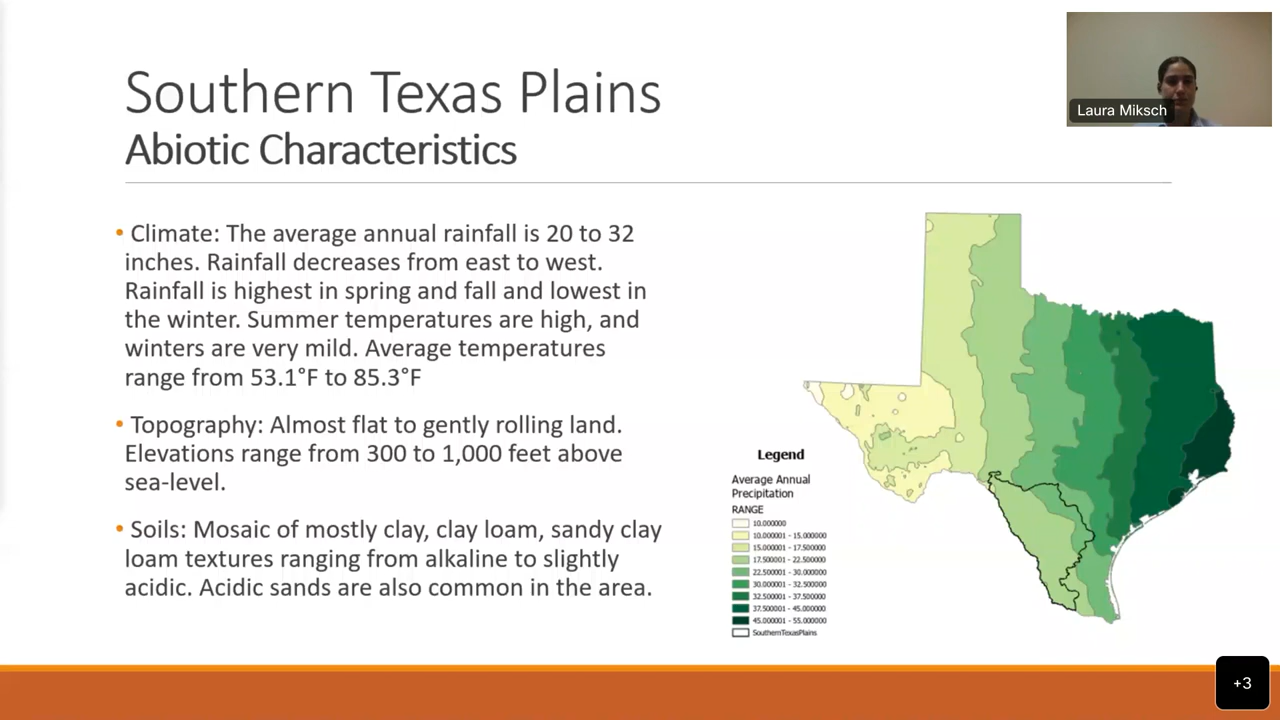 Southern Texas Plains
Abiotic Characteristics
Laura Miksch
• Climate: The average annual rainfall is 20 to 32
inches. Rainfall decreases from east to west.
Rainfall is highest in spring and fall and lowest in
the winter. Summer temperatures are high, and
winters are very mild. Average temperatures
range from 53.1°F to 85.3°F
• Topography: Almost flat to gently rolling land.
Elevations range from 300 to 1,000 feet above
sea-level.
• Soils: Mosaic of mostly clay, clay loam, sandy clay
loam textures ranging from alkaline to slightly
acidic. Acidic sands are also common in the area.
Legend
Average Annual
Precipitation
RANGE
10.000000
10.000001 - 15.000000
15.000001 - 17.500000
17.500001 - 22.500000
22.500001 - 30.000000
30.000001 - 32.500000
32.500001 - 37.500000
37.500001 - 45.000000
45.000001 - 55.000000
SouthernTexasPlains
+3